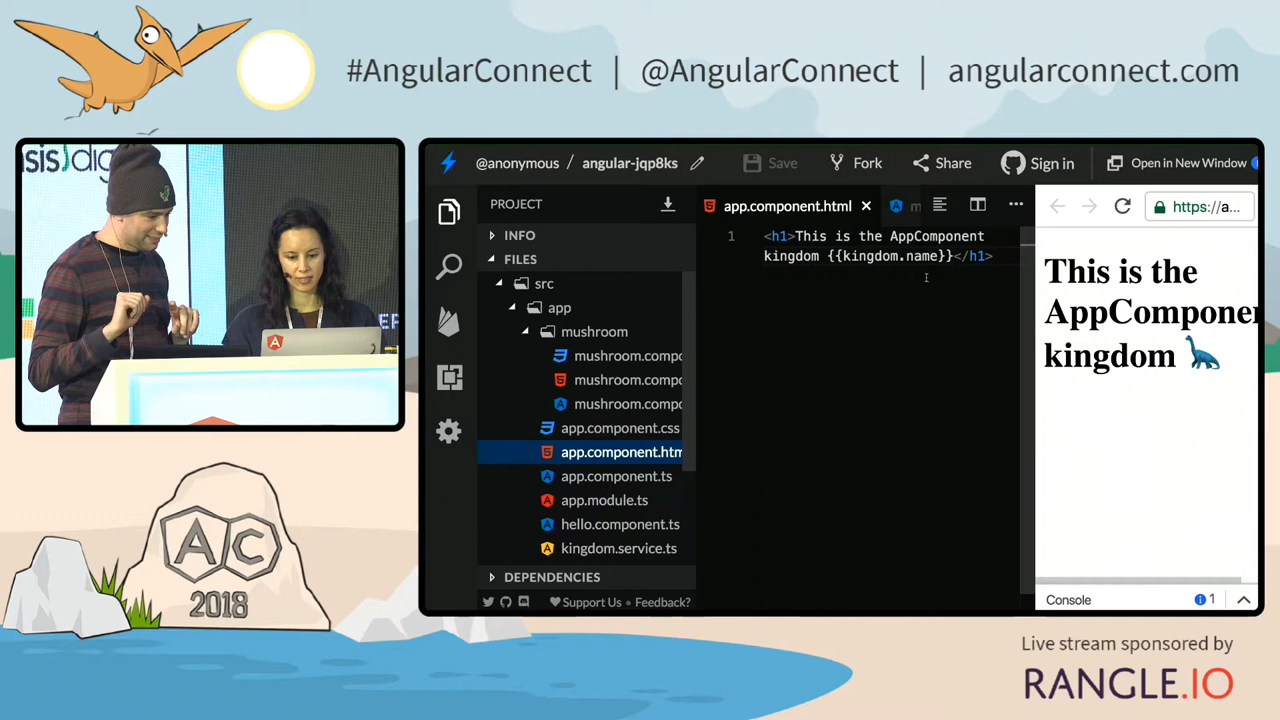 #AngularConnect | @AngularConnect | angularconnect.com
asis dig
@anonymous / angular-jqp8ks
Save
Fork
Share
Sign in
Open in New Window
PROJECT
INFO
FILES
src
app
mushroom
mushroom.compo
mushroom.compo
mushroom.compo
app.component.css
app.component.htm
app.component.ts
app.module.ts
hello.component.ts
kingdom.service.ts
DEPENDENCIES
Support Us • Feedback?
app.component.html
m
1
<h1>This is the AppComponent
kingdom {{kingdom.name}}</h1>
https://a...
This is the
AppComponen
kingdom
Console
1
AC
2018
Live stream sponsored by
RANGLE.IO